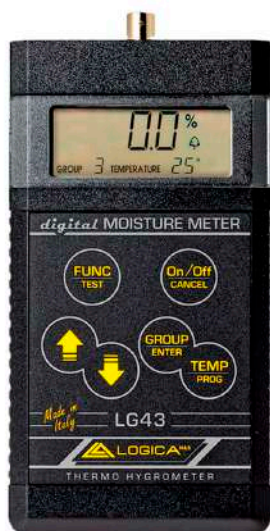 0.0 %
GROUP 3 TEMPERATURE 25°
digital MOISTURE METER
FUNC
TEST
On/Off
CANCEL
GROUP
ENTER
TEMP
PROG
Made in
Italy
LG43
LOGICA H&S
THERMO HYGROMETER